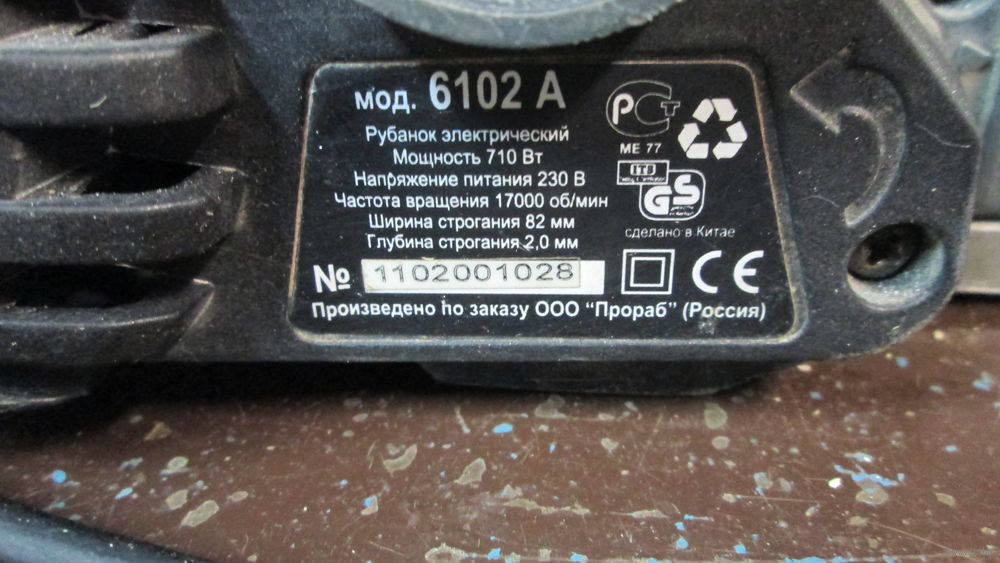 мод. 6102 А
Рубанок электрический
Мощность 710 Вт
Напряжение питания 230 В
Частота вращения 17000 об/мин
Ширина строгания 82 мм
Глубина строгания 2,0 мм
№ 1102001028
Произведено по заказу ООО "Прораб" (Россия)
РСТ
ME 77
GS
сделано в Китае
CE